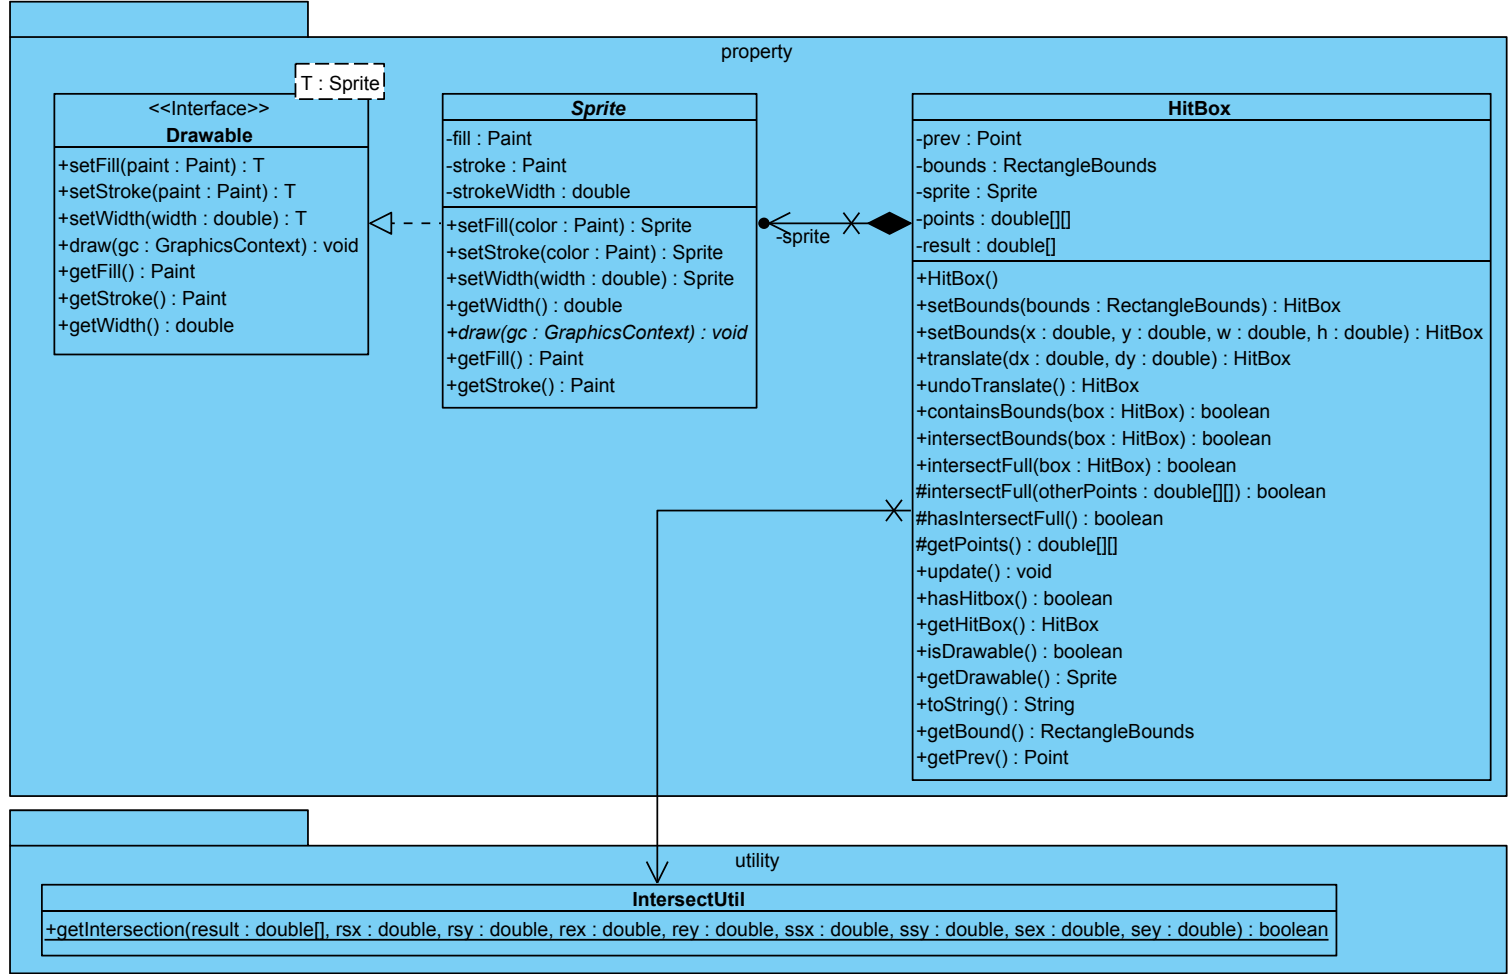 property
T : Sprite
<<Interface>>
Drawable
+setFill(paint : Paint) : T
+setStroke(paint : Paint) : T
+setWidth(width : double) : T
+draw(gc : GraphicsContext) : void
+getFill() : Paint
+getStroke() : Paint
+getWidth() : double
Sprite
-fill : Paint
-stroke : Paint
-strokeWidth : double
+setFill(color : Paint) : Sprite
+setStroke(color : Paint) : Sprite
+setWidth(width : double) : Sprite
+getWidth() : double
+draw(gc : GraphicsContext) : void
+getFill() : Paint
+getStroke() : Paint
-sprite
HitBox
-prev : Point
-bounds : RectangleBounds
-sprite : Sprite
-points : double[][]
-result : double[]
+HitBox()
+setBounds(bounds : RectangleBounds) : HitBox
+setBounds(x : double, y : double, w : double, h : double) : HitBox
+translate(dx : double, dy : double) : HitBox
+undoTranslate() : HitBox
+containsBounds(box : HitBox) : boolean
+intersectBounds(box : HitBox) : boolean
+intersectFull(box : HitBox) : boolean
#intersectFull(otherPoints : double[][]) : boolean
#hasIntersectFull() : boolean
#getPoints() : double[][]
+update() : void
+hasHitbox() : boolean
+getHitBox() : HitBox
+isDrawable() : boolean
+getDrawable() : Sprite
+toString() : String
+getBound() : RectangleBounds
+getPrev() : Point
utility
IntersectUtil
+getIntersection(result : double[], rsx : double, rsy : double, rex : double, rey : double, ssx : double, ssy : double, sex : double, sey : double) : boolean